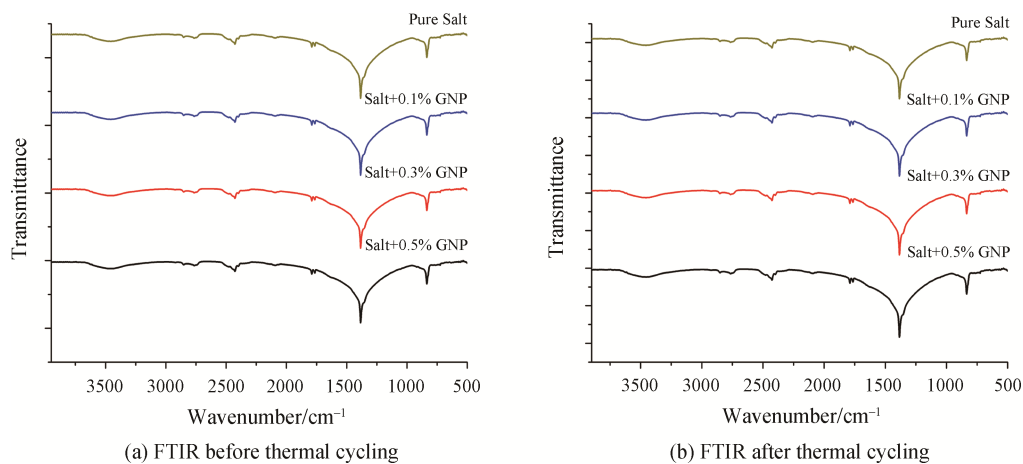 Pure Salt
Salt+0.1% GNP
Salt+0.3% GNP
Salt+0.5% GNP
Transmittance
3500 3000 2500 2000 1500 1000 500
Wavenumber/cm⁻¹
(a) FTIR before thermal cycling
Pure Salt
Salt+0.1% GNP
Salt+0.3% GNP
Salt+0.5% GNP
Transmittance
3500 3000 2500 2000 1500 1000 500
Wavenumber/cm⁻¹
(b) FTIR after thermal cycling